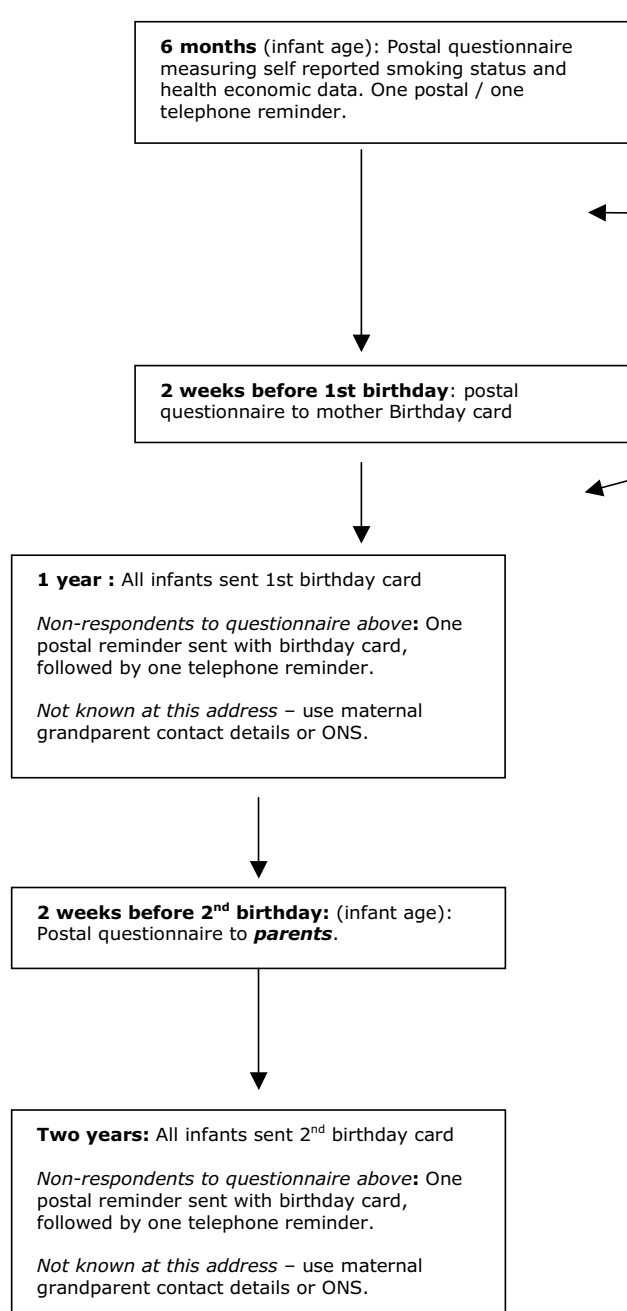 6 months (infant age): Postal questionnaire
measuring self reported smoking status and
health economic data. One postal / one
telephone reminder.
2 weeks before 1st birthday: postal
questionnaire to mother Birthday card
1 year : All infants sent 1st birthday card
Non-respondents to questionnaire above: One
postal reminder sent with birthday card,
followed by one telephone reminder.
Not known at this address – use maternal
grandparent contact details or ONS.
2 weeks before 2nd birthday: (infant age):
Postal questionnaire to parents.
Two years: All infants sent 2nd birthday card
Non-respondents to questionnaire above: One
postal reminder sent with birthday card,
followed by one telephone reminder.
Not known at this address – use maternal
grandparent contact details or ONS.